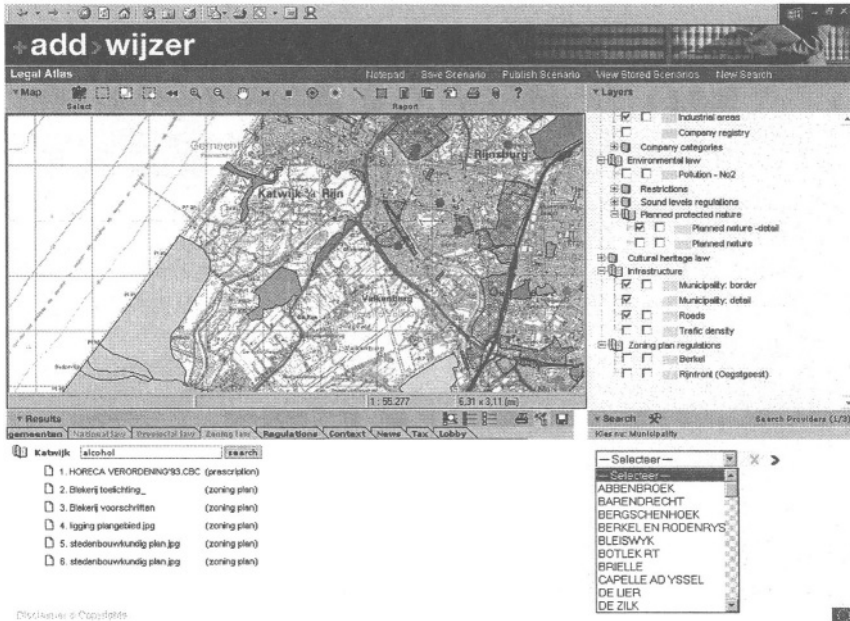 +add>wijzer
Legal Atlas
Notepad Save Scenario Publish Scenario View Stored Scenarios New Search
Map
Select
Raport
?
Layers
Industrial areas
Company registry
Company categories
Environmental law
Pollution - No2
Restrictions
Sound levels regulations
Planned protected nature
Planned nature -detail
Planned nature
Cultural heritage law
Infrastructure
Municipality: border
Municipality: detail
Roads
Trafic density
Zoning plan regulations
Berkel
Rijnfront (Oegstgeest)
Rijnsburg
Katwijk a/d Rijn
Valkenburg
1 : 55.277
6,31 x 3,11 (m)
Results
gemeenten National law Provincial law Zoning law Regulations Context News Tax Lobby
Katwijk alcohol search
1. HORECA VERORDENING'93.CBC (prescription)
2. Blekerij toelichting_ (zoning plan)
3. Blekerij voorschriften (zoning plan)
4. ligging plangebied.jpg (zoning plan)
5. stedenbouwkundig plan.jpg (zoning plan)
6. stedenbouwkundig plan.jpg (zoning plan)
Search
Search Providers (1/3)
Municipality
-- Selecteer --
-- Selecteer --
ABBENBROEK
BARENDRECHT
BERGSCHENHOEK
BERKEL EN RODENRYS
BLEISWYK
BOTLEK RT
BRIELLE
CAPELLE AD YSSEL
DE LIER
DE ZILK
Disclaimer & Copyrights